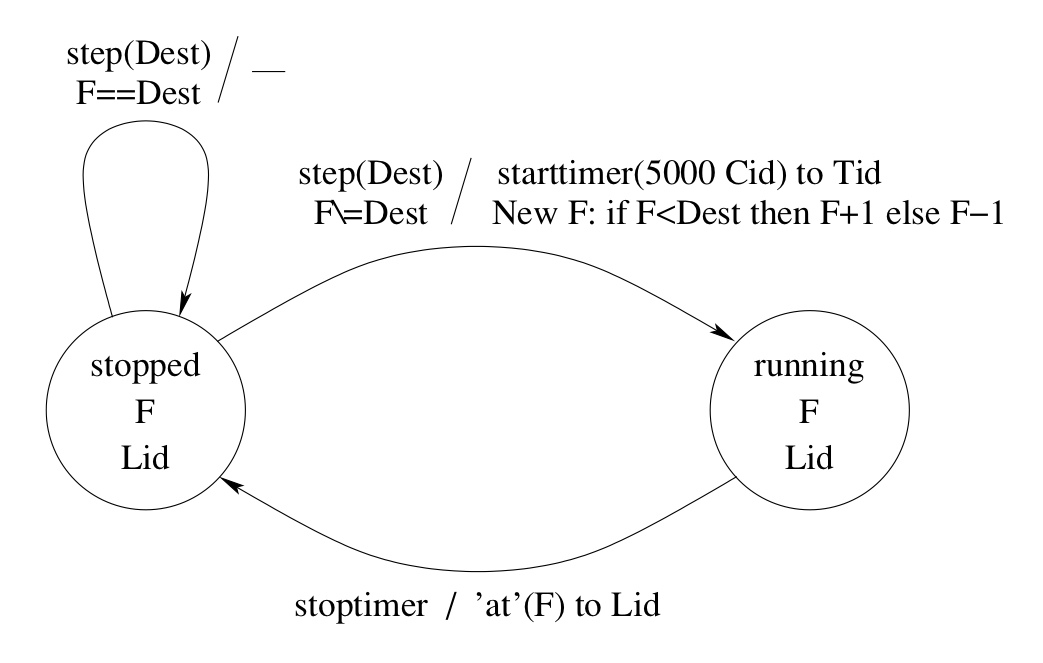 step(Dest) / —
F==Dest
step(Dest) / starttimer(5000 Cid) to Tid
F\=Dest New F: if F<Dest then F+1 else F−1
stopped
F
Lid
running
F
Lid
stoptimer / ’at’(F) to Lid